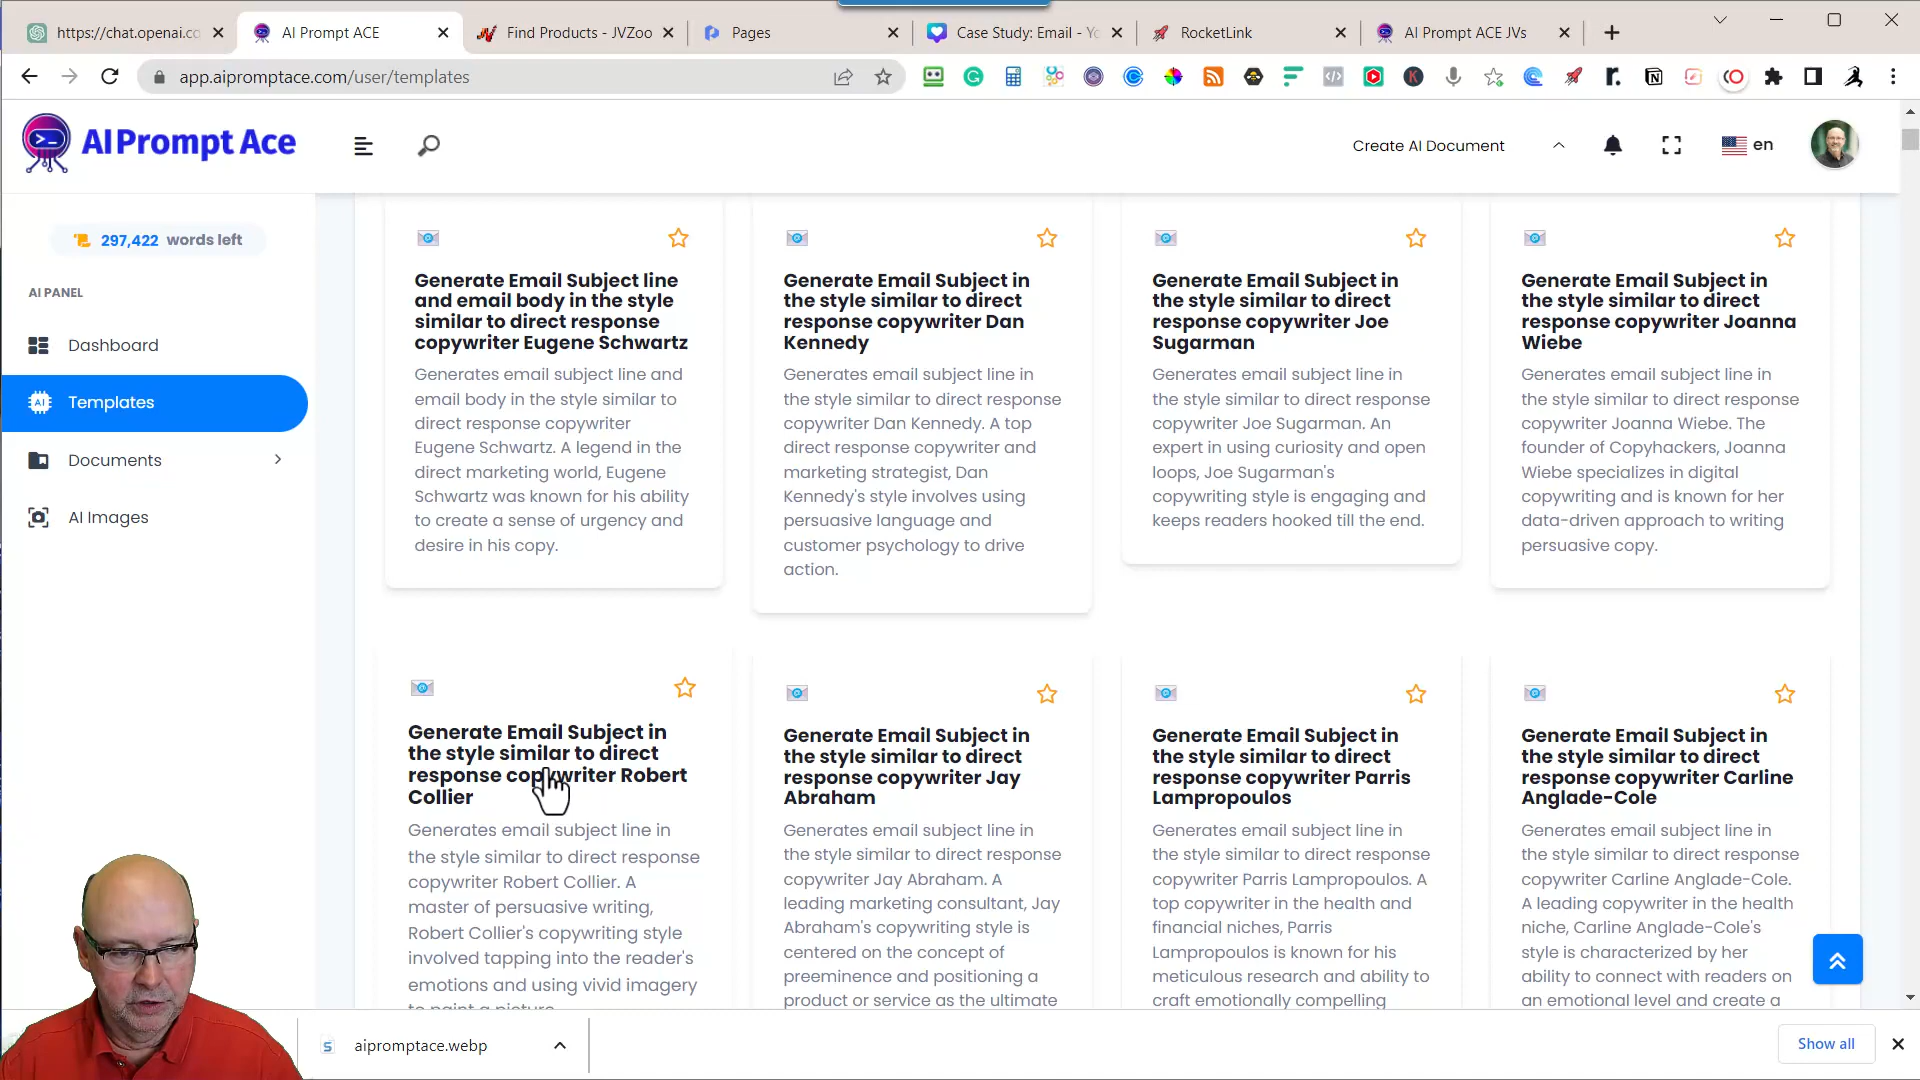 https://chat.openai.co
AI Prompt ACE
Find Products - JVZoo
Pages
Case Study: Email - Yo
RocketLink
AI Prompt ACE JVs
app.aipromptace.com/user/templates
AI Prompt Ace
Create AI Document
en
297,422 words left
AI PANEL
Dashboard
Templates
Documents
AI Images
Generate Email Subject line
and email body in the style
similar to direct response
copywriter Eugene Schwartz
Generates email subject line and
email body in the style similar to
direct response copywriter
Eugene Schwartz. A legend in the
direct marketing world, Eugene
Schwartz was known for his ability
to create a sense of urgency and
desire in his copy.
Generate Email Subject in
the style similar to direct
response copywriter Dan
Kennedy
Generates email subject line in
the style similar to direct response
copywriter Dan Kennedy. A top
direct response copywriter and
marketing strategist, Dan
Kennedy's style involves using
persuasive language and
customer psychology to drive
action.
Generate Email Subject in
the style similar to direct
response copywriter Joe
Sugarman
Generates email subject line in
the style similar to direct response
copywriter Joe Sugarman. An
expert in using curiosity and open
loops, Joe Sugarman's
copywriting style is engaging and
keeps readers hooked till the end.
Generate Email Subject in
the style similar to direct
response copywriter Joanna
Wiebe
Generates email subject line in
the style similar to direct response
copywriter Joanna Wiebe. The
founder of Copyhackers, Joanna
Wiebe specializes in digital
copywriting and is known for her
data-driven approach to writing
persuasive copy.
Generate Email Subject in
the style similar to direct
response copywriter Robert
Collier
Generates email subject line in
the style similar to direct response
copywriter Robert Collier. A
master of persuasive writing,
Robert Collier's copywriting style
involved tapping into the reader's
emotions and using vivid imagery
to paint a picture.
Generate Email Subject in
the style similar to direct
response copywriter Jay
Abraham
Generates email subject line in
the style similar to direct response
copywriter Jay Abraham. A
leading marketing consultant, Jay
Abraham's copywriting style is
centered on the concept of
preeminence and positioning a
product or service as the ultimate
Generate Email Subject in
the style similar to direct
response copywriter Parris
Lampropoulos
Generates email subject line in
the style similar to direct response
copywriter Parris Lampropoulos. A
top copywriter in the health and
financial niches, Parris
Lampropoulos is known for his
meticulous research and ability to
craft emotionally compelling
Generate Email Subject in
the style similar to direct
response copywriter Carline
Anglade-Cole
Generates email subject line in
the style similar to direct response
copywriter Carline Anglade-Cole.
A leading copywriter in the health
niche, Carline Anglade-Cole's
style is characterized by her
ability to connect with readers on
an emotional level and create a
aipromptace.webp
Show all